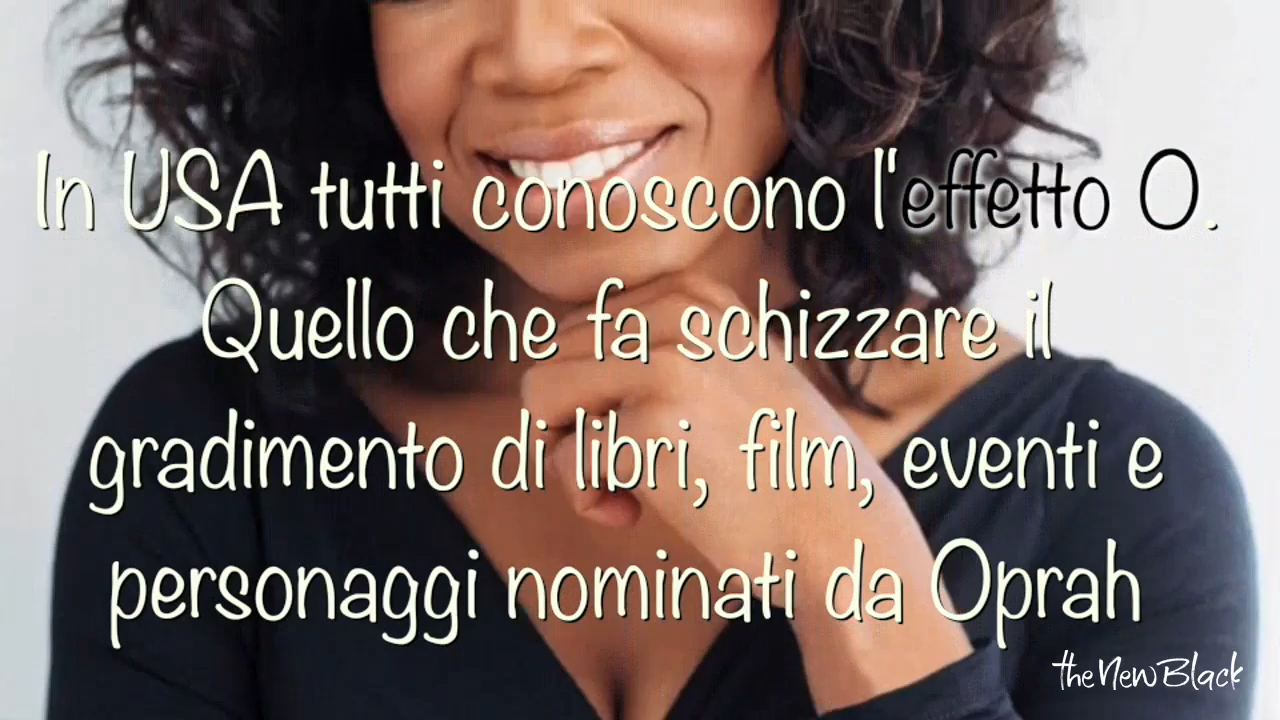 In USA tutti conoscono l'effetto O.
Quello che fa schizzare il
gradimento di libri, film, eventi e
personaggi nominati da Oprah
theNewBlack